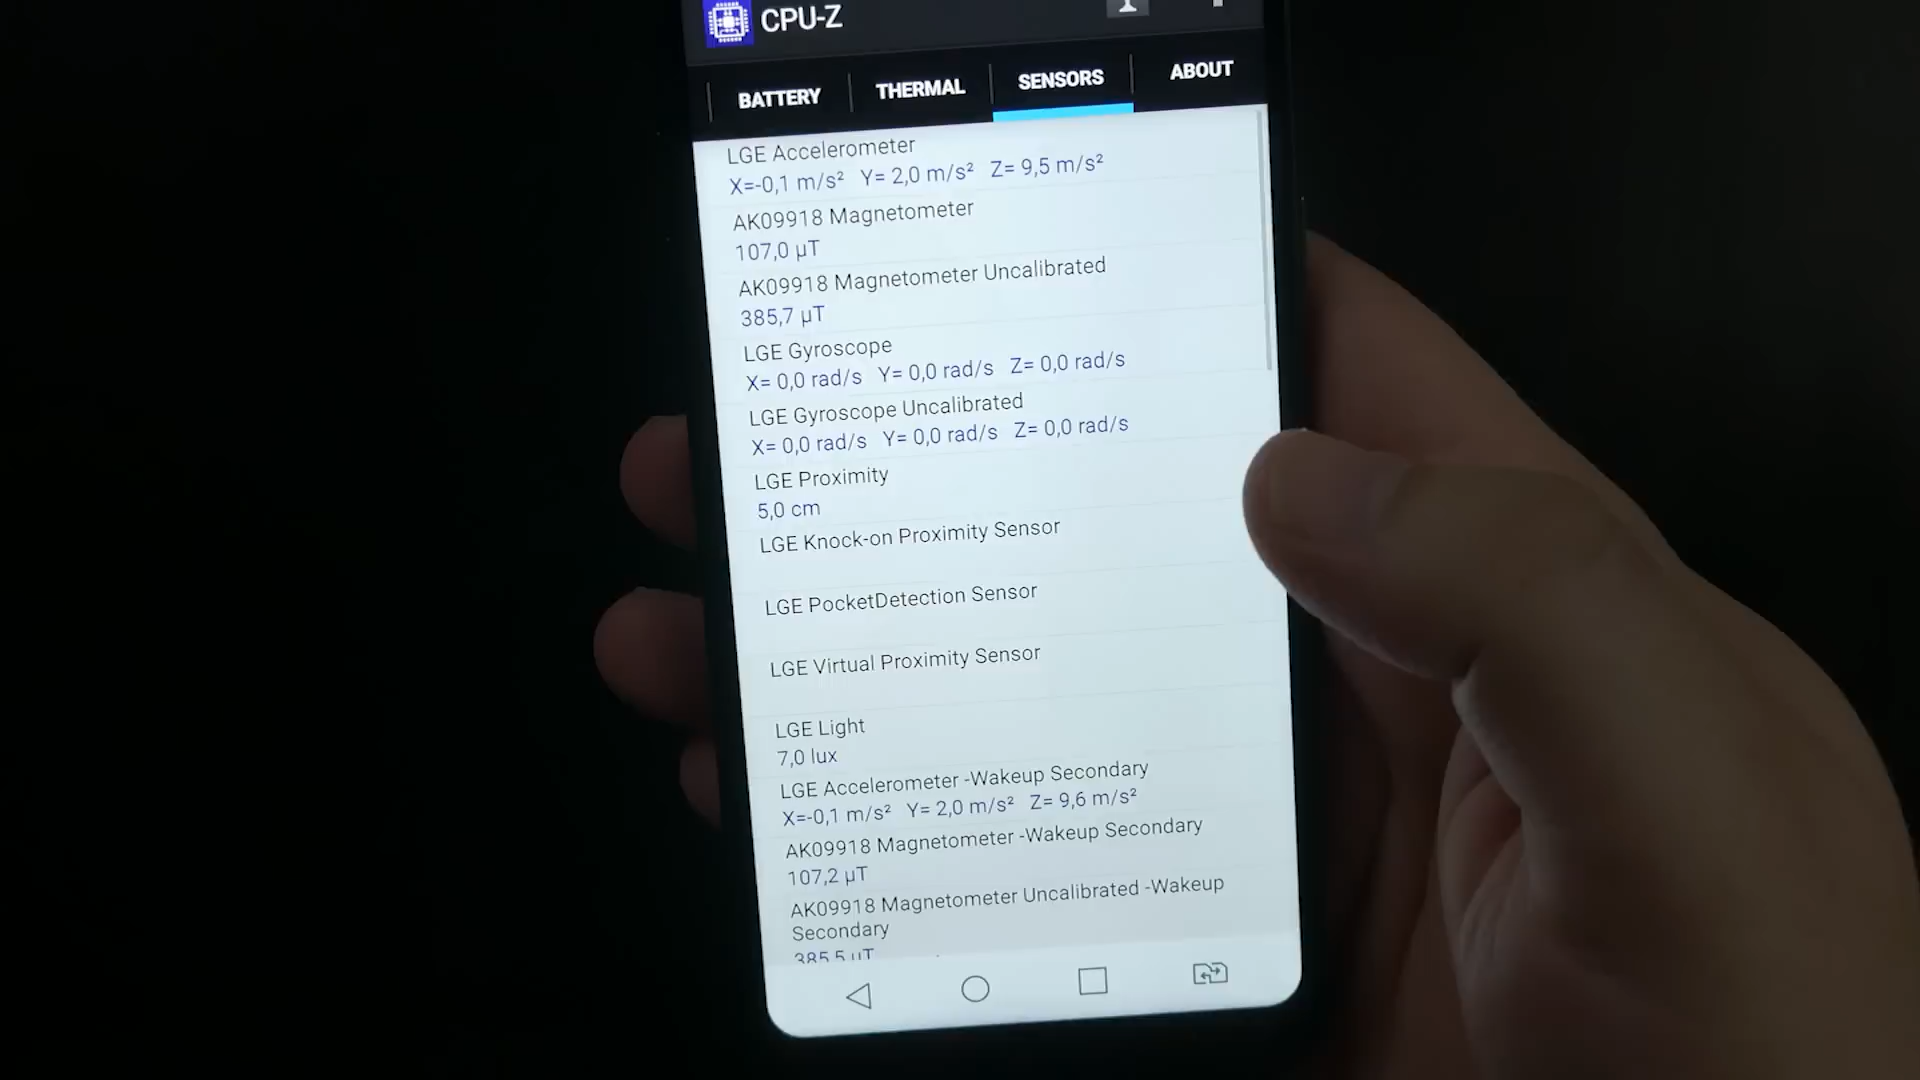 CPU-Z
BATTERY
THERMAL
SENSORS
ABOUT
LGE Accelerometer
X=-0,1 m/s² Y= 2,0 m/s² Z= 9,5 m/s²
AK09918 Magnetometer
107,0 μT
AK09918 Magnetometer Uncalibrated
385,7 μT
LGE Gyroscope
X= 0,0 rad/s Y= 0,0 rad/s Z= 0,0 rad/s
LGE Gyroscope Uncalibrated
X= 0,0 rad/s Y= 0,0 rad/s Z= 0,0 rad/s
LGE Proximity
5,0 cm
LGE Knock-on Proximity Sensor
LGE PocketDetection Sensor
LGE Virtual Proximity Sensor
LGE Light
7,0 lux
LGE Accelerometer -Wakeup Secondary
X=-0,1 m/s² Y= 2,0 m/s² Z= 9,6 m/s²
AK09918 Magnetometer -Wakeup Secondary
107,2 μT
AK09918 Magnetometer Uncalibrated -Wakeup
Secondary
385,5 μT